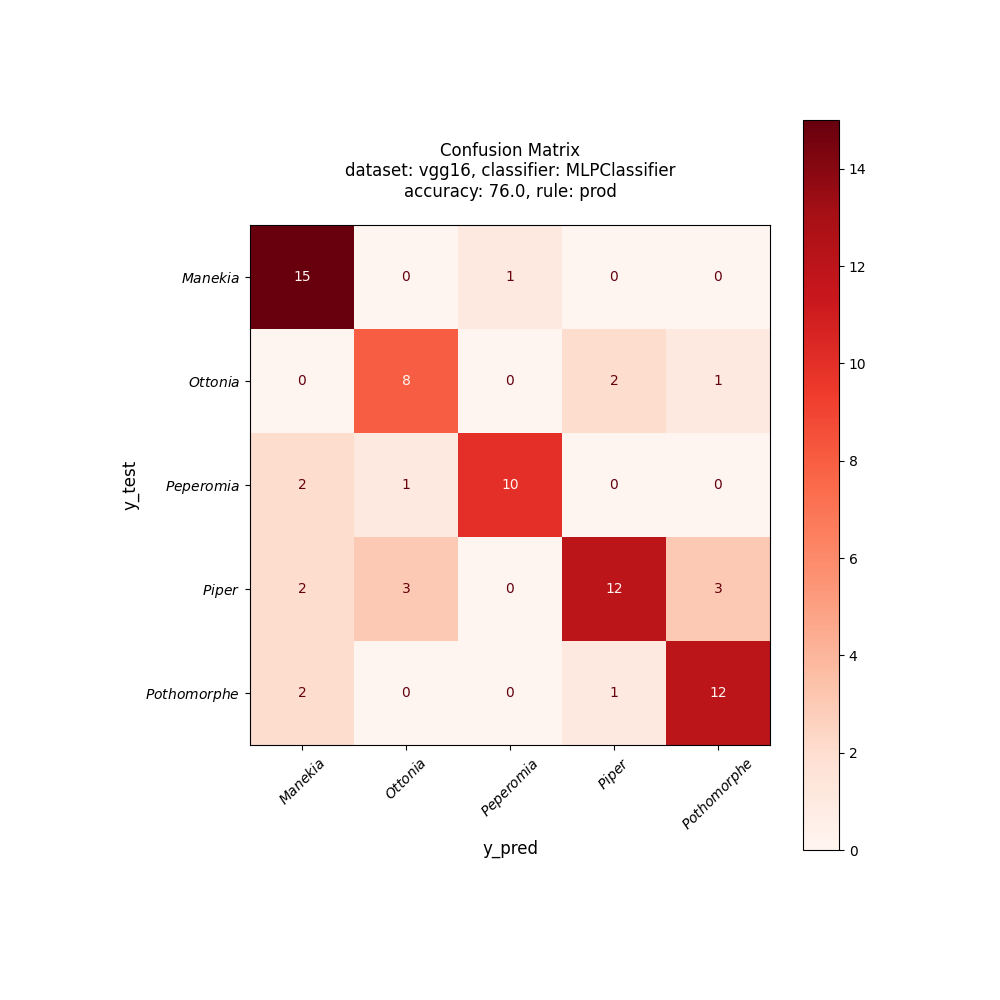 Confusion Matrix
dataset: vgg16, classifier: MLPClassifier
accuracy: 76.0, rule: prod
14
12
10
8
6
4
2
0
y_test
Manekia 15 0 1 0 0
Ottonia 0 8 0 2 1
Peperomia 2 1 10 0 0
Piper 2 3 0 12 3
Pothomorphe 2 0 0 1 12
Manekia Ottonia Peperomia Piper Pothomorphe
y_pred